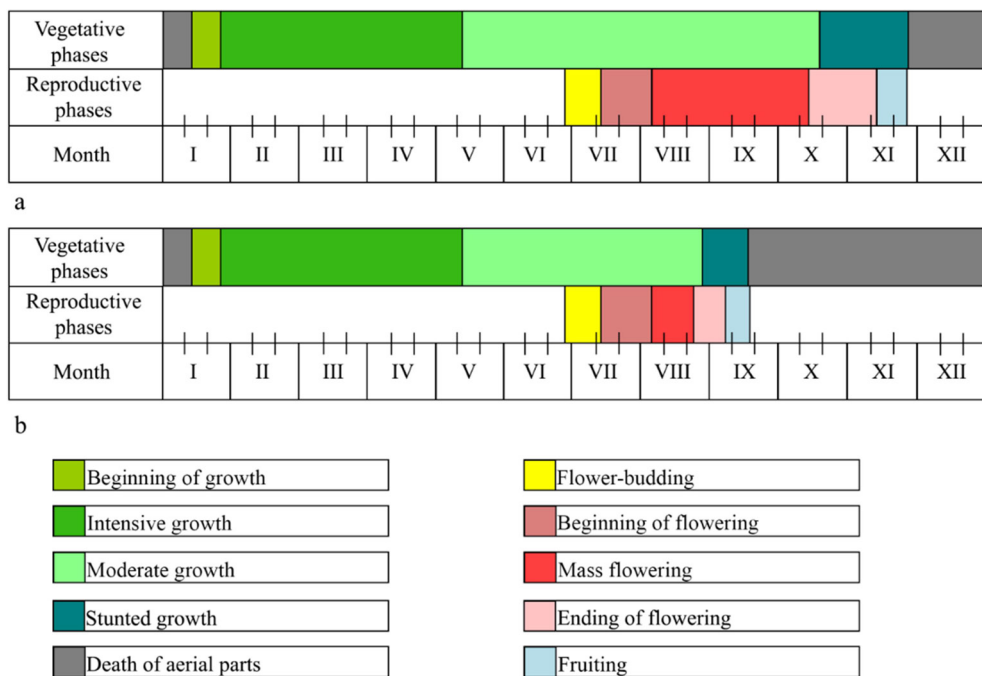 Vegetative
phases
Reproductive
phases
Month I II III IV V VI VII VIII IX X XI XII
a
Vegetative
phases
Reproductive
phases
Month I II III IV V VI VII VIII IX X XI XII
b
Beginning of growth
Intensive growth
Moderate growth
Stunted growth
Death of aerial parts
Flower-budding
Beginning of flowering
Mass flowering
Ending of flowering
Fruiting